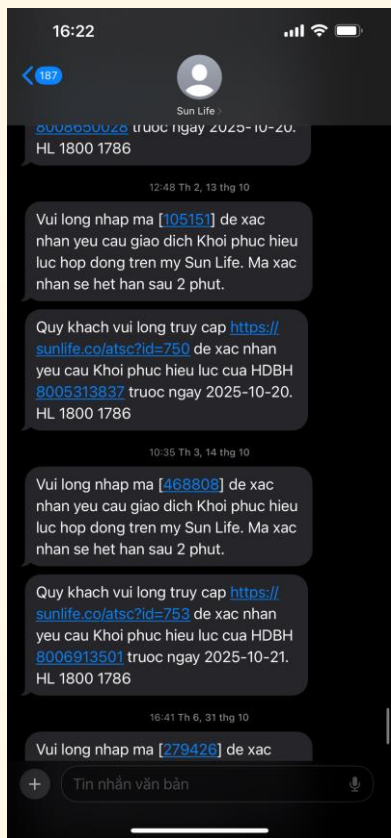 16:22
187
Sun Life
8008650028 truoc ngay 2025-10-20.
HL 1800 1786
12:48 Th 2, 13 thg 10
Vui long nhap ma [105151] de xac
nhan yeu cau giao dich Khoi phuc hieu
luc hop dong tren my Sun Life. Ma xac
nhan se het han sau 2 phut.
Quy khach vui long truy cap https://
sunlife.co/atsc?id=750 de xac nhan
yeu cau Khoi phuc hieu luc cua HDBH
8005313837 truoc ngay 2025-10-20.
HL 1800 1786
10:35 Th 3, 14 thg 10
Vui long nhap ma [468808] de xac
nhan yeu cau giao dich Khoi phuc hieu
luc hop dong tren my Sun Life. Ma xac
nhan se het han sau 2 phut.
Quy khach vui long truy cap https://
sunlife.co/atsc?id=753 de xac nhan
yeu cau Khoi phuc hieu luc cua HDBH
8006913501 truoc ngay 2025-10-21.
HL 1800 1786
16:41 Th 6, 31 thg 10
Vui long nhap ma [279426] de xac
Tin nhắn văn bản